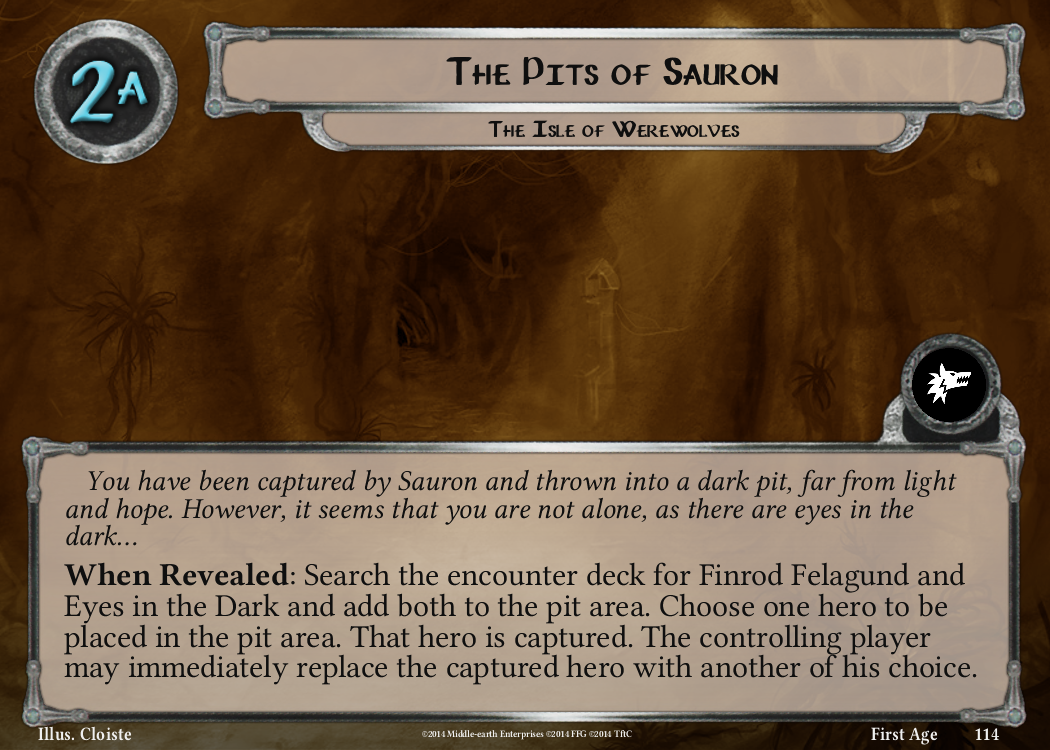 2A
The Pits of Sauron
The Isle of Werewolves
You have been captured by Sauron and thrown into a dark pit, far from light
and hope. However, it seems that you are not alone, as there are eyes in the
dark...
When Revealed: Search the encounter deck for Finrod Felagund and
Eyes in the Dark and add both to the pit area. Choose one hero to be
placed in the pit area. That hero is captured. The controlling player
may immediately replace the captured hero with another of his choice.
Illus. Cloiste ©2014 Middle-earth Enterprises ©2014 FFG ©2014 TftC First Age 114